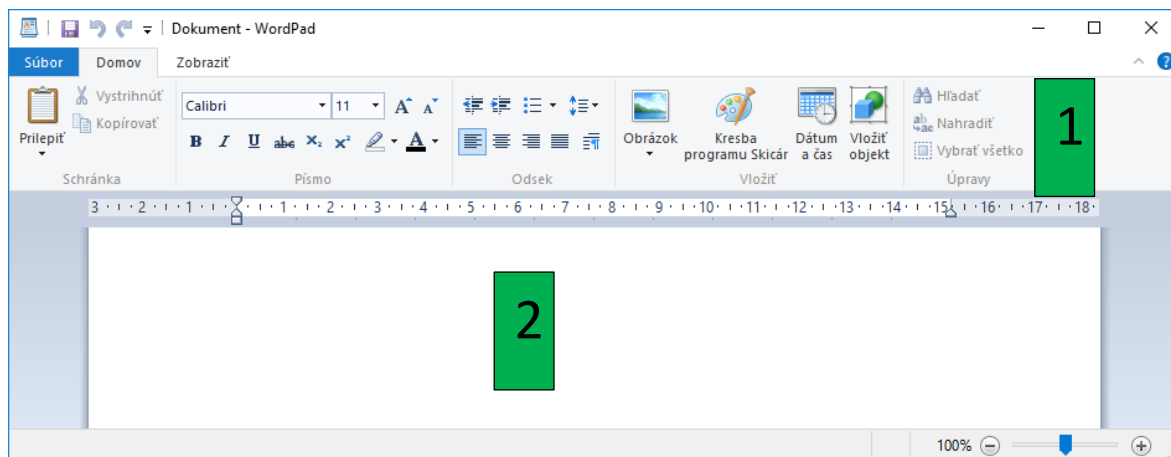 Dokument - WordPad
Súbor Domov Zobraziť
Prilepiť
Vystrihnúť
Kopírovať
Schránka
Calibri 11 A A
B I U abc X₂ X² A
Písmo
Odsek
Obrázok
Kresba
programu Skicár
Dátum
a čas
Vložiť
objekt
Vložiť
Hľadať
Nahradiť
Vybrať všetko
Úpravy
1
3 2 1 1 2 3 4 5 6 7 8 9 10 11 12 13 14 15 16 17 18
2
100%